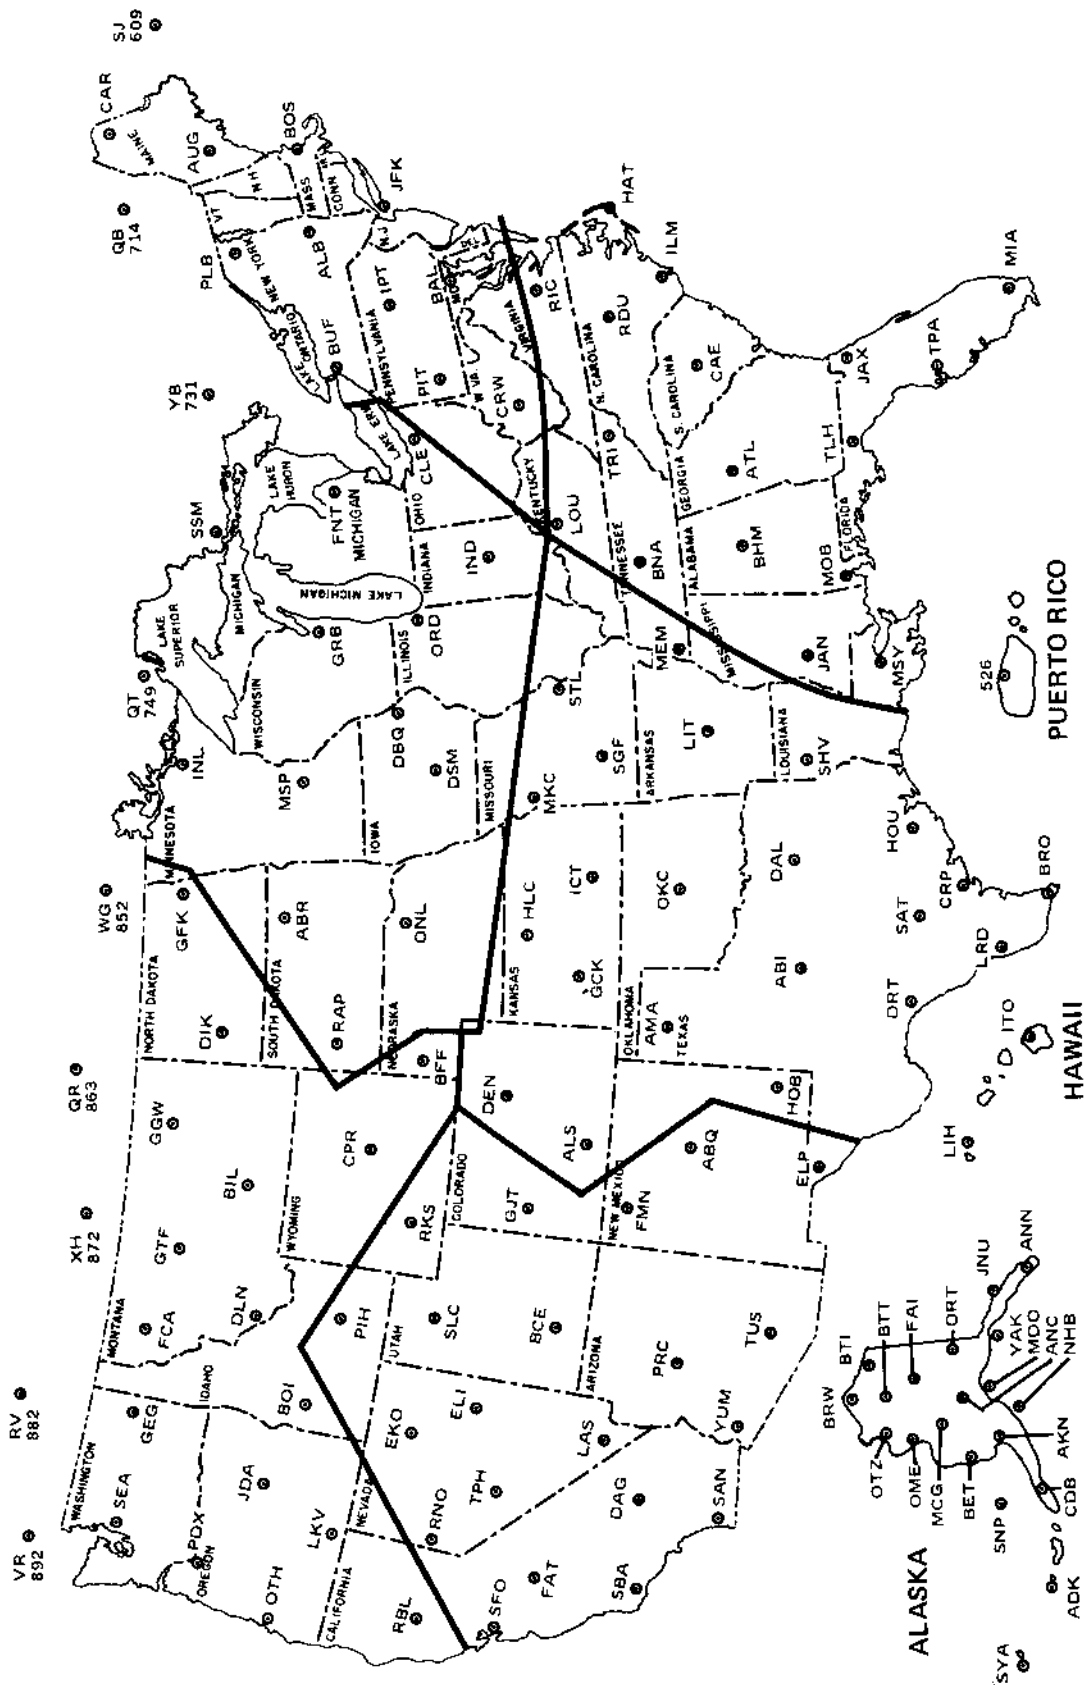 VR
892
RV
882
XH
872
QR
863
WG
852
QT
749
YB
731
QB
714
SJ
609
WASHINGTON
SEA
GEG
PDX
OREGON
JDA
OTH
LKV
IDAHO
BOI
PIH
MONTANA
FCA
GTF
GGW
DLN
BIL
WYOMING
CPR
RKS
NORTH DAKOTA
DIK
GFK
SOUTH DAKOTA
RAP
ABR
NEBRASKA
BFF
ONL
MINNESOTA
INL
MSP
IOWA
DBQ
DSM
WISCONSIN
GRB
LAKE
SUPERIOR
MICHIGAN
SSM
LAKE
HURON
FNT
MICHIGAN
LAKE MICHIGAN
ILLINOIS
ORD
INDIANA
IND
OHIO
CLE
LAKE ERIE
LAKE
ONTARIO
BUF
NEW YORK
PLB
ALB
VT
NH
MAINE
CAR
AUG
MASS
BOS
CONN
R.I.
JFK
N.J.
PENNSYLVANIA
IPT
PIT
BAL
MD.
W VA.
CRW
VIRGINIA
RIC
KENTUCKY
LOU
TENNESSEE
BNA
TRI
MEM
N. CAROLINA
RDU
HAT
ILM
S. CAROLINA
CAE
GEORGIA
ATL
ALABAMA
BHM
MISSISSIPPI
JAN
MOB
FLORIDA
TLH
JAX
TPA
MIA
CALIFORNIA
RBL
SFO
FAT
SBA
DAG
SAN
NEVADA
RNO
EKO
ELI
TPH
LAS
UTAH
SLC
BCE
ARIZONA
PRC
YUM
TUS
COLORADO
DEN
GJT
ALS
NEW MEXICO
FMN
ABQ
HOB
ELP
KANSAS
HLC
GCK
ICT
OKLAHOMA
OKC
TEXAS
AMA
ABI
DAL
DRT
SAT
HOU
CRP
LRD
BRO
MISSOURI
MKC
STL
SGF
ARKANSAS
LIT
LOUISIANA
SHV
MSY
ALASKA
SYA
ADK
SNP
CDB
AKN
BET
MCG
OME
OTZ
BRW
BTI
BTT
FAI
ORT
JNU
ANN
YAK
MDO
ANC
NHB
HAWAII
LIH
ITO
PUERTO RICO
526